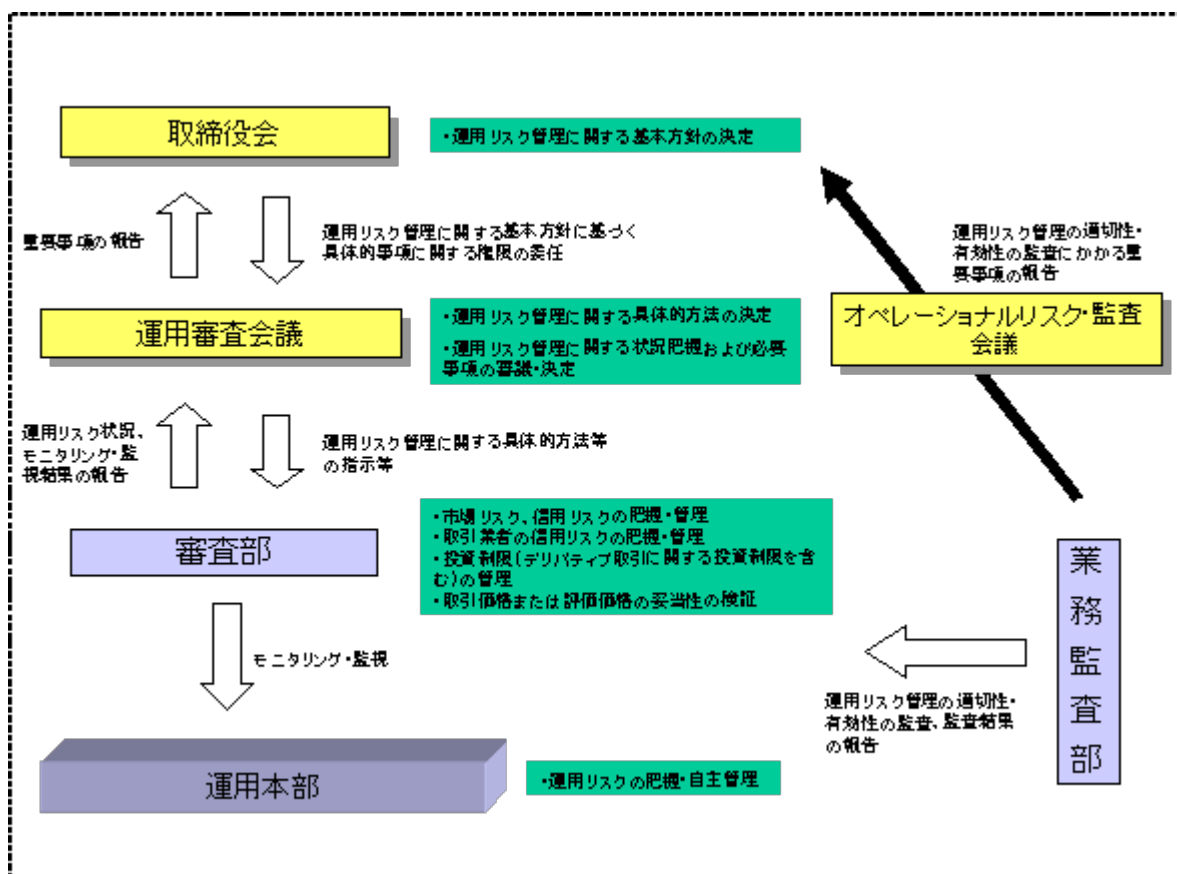 取締役会
・運用リスク管理に関する基本方針の決定
重要事項の報告
運用リスク管理に関する基本方針に基づく
具体的事項に関する権限の委任
運用リスク管理の適切性・
有効性の監査にかかる重
要事項の報告
運用審査会議
・運用リスク管理に関する具体的方法の決定
・運用リスク管理に関する状況把握および必要
事項の審議・決定
オペレーショナルリスク・監査
会議
運用リスク状況、
モニタリング・監
視結果の報告
運用リスク管理に関する具体的方法等
の指示等
審査部
・市場リスク、信用リスクの把握・管理
・取引業者の信用リスクの把握・管理
・投資制限(デリバティブ取引に関する投資制限を含
む)の管理
・取引価格または評価価格の妥当性の検証
業務監査部
モニタリング・監視
運用リスク管理の適切性・
有効性の監査、監査結果
の報告
運用本部
・運用リスクの把握・自主管理